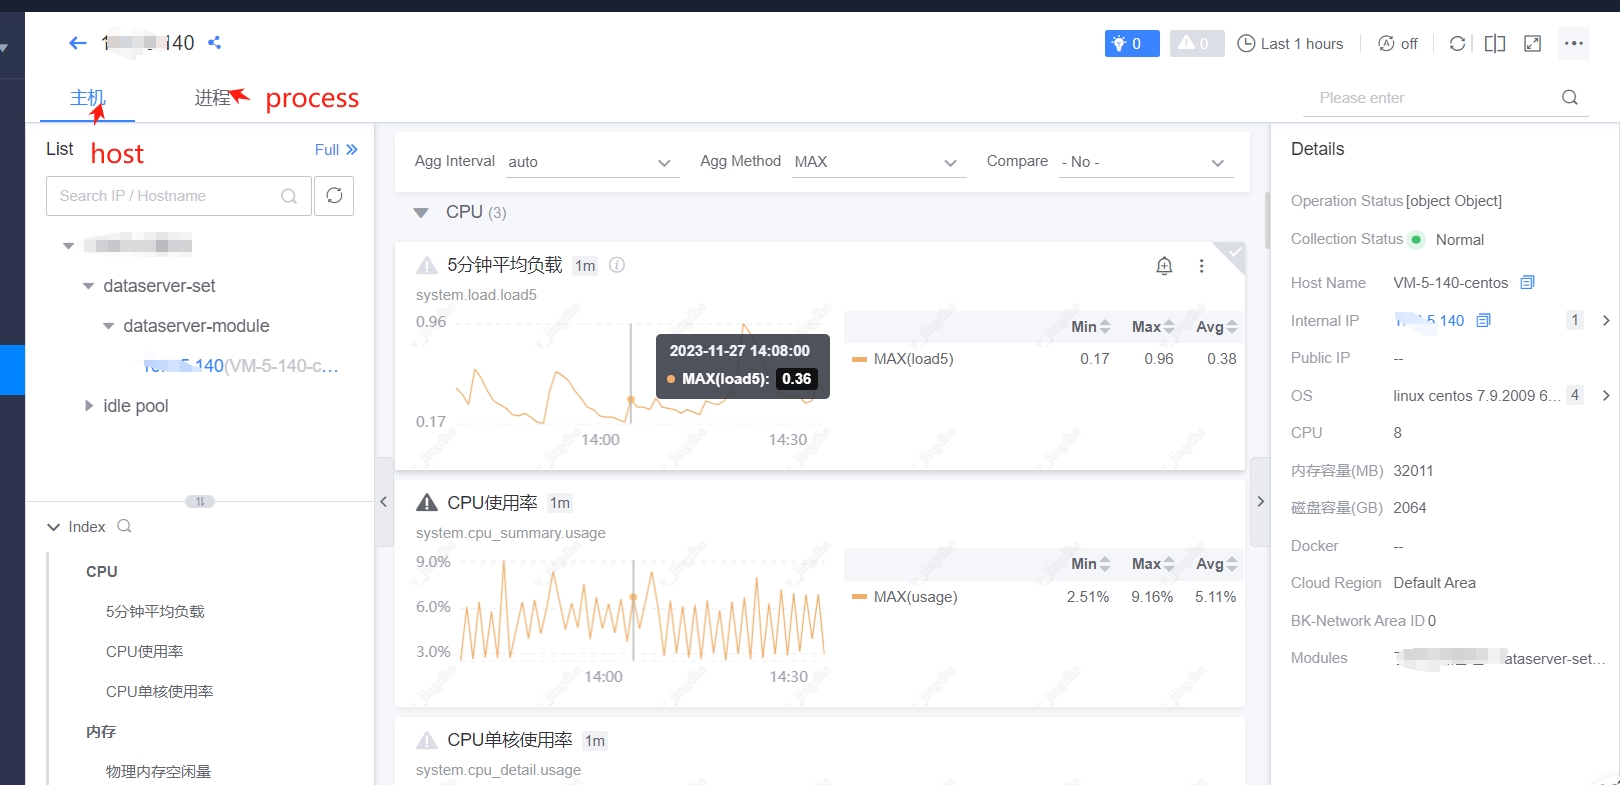 140
0
0
Last 1 hours
off
主机
进程
process
host
Please enter
List
Full
Search IP / Hostname
dataserver-set
dataserver-module
5.140(VM-5-140-c...
idle pool
Index
CPU
5分钟平均负载
CPU使用率
CPU单核使用率
内存
物理内存空闲量
Agg Interval auto
Agg Method MAX
Compare - No -
CPU (3)
5分钟平均负载 1m
system.load.load5
0.96
0.17
14:00 14:30
2023-11-27 14:08:00
MAX(load5): 0.36
Min Max Avg
MAX(load5) 0.17 0.96 0.38
CPU使用率 1m
system.cpu_summary.usage
9.0%
6.0%
3.0%
14:00 14:30
Min Max Avg
MAX(usage) 2.51% 9.16% 5.11%
CPU单核使用率 1m
system.cpu_detail.usage
Details
Operation Status [object Object]
Collection Status Normal
Host Name VM-5-140-centos
Internal IP 5.140 1
Public IP --
OS linux centos 7.9.2009 6... 4
CPU 8
内存容量(MB) 32011
磁盘容量(GB) 2064
Docker --
Cloud Region Default Area
BK-Network Area ID 0
Modules ataserver-set...